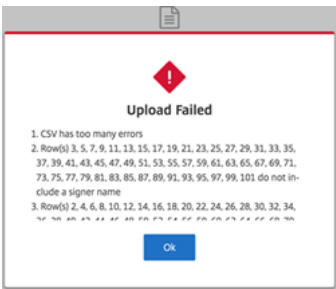 Upload Failed
1. CSV has too many errors
2. Row(s) 3, 5, 7, 9, 11, 13, 15, 17, 19, 21, 23, 25, 27, 29, 31, 33, 35,
37, 39, 41, 43, 45, 47, 49, 51, 53, 55, 57, 59, 61, 63, 65, 67, 69, 71,
73, 75, 77, 79, 81, 83, 85, 87, 89, 91, 93, 95, 97, 99, 101 do not in-
clude a signer name
3. Row(s) 2, 4, 6, 8, 10, 12, 14, 16, 18, 20, 22, 24, 26, 28, 30, 32, 34,
Ok